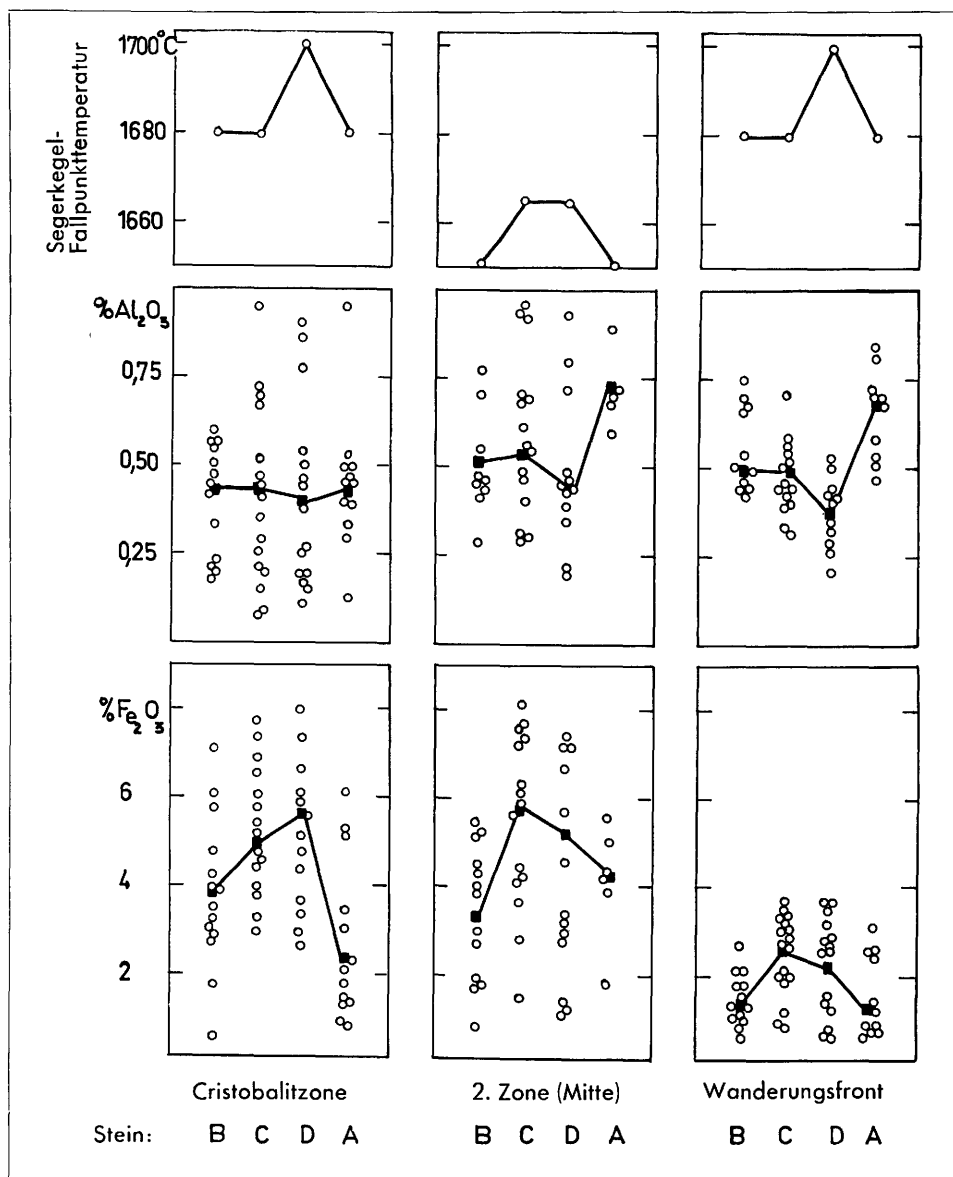 1700°C
1680
1660
Segerkegel-
Fallpunkttemperatur
%Al₂O₃
0,75
0,50
0,25
%Fe₂O₃
6
4
2
Cristobalitzone 2. Zone (Mitte) Wanderungsfront
Stein: B C D A B C D A B C D A